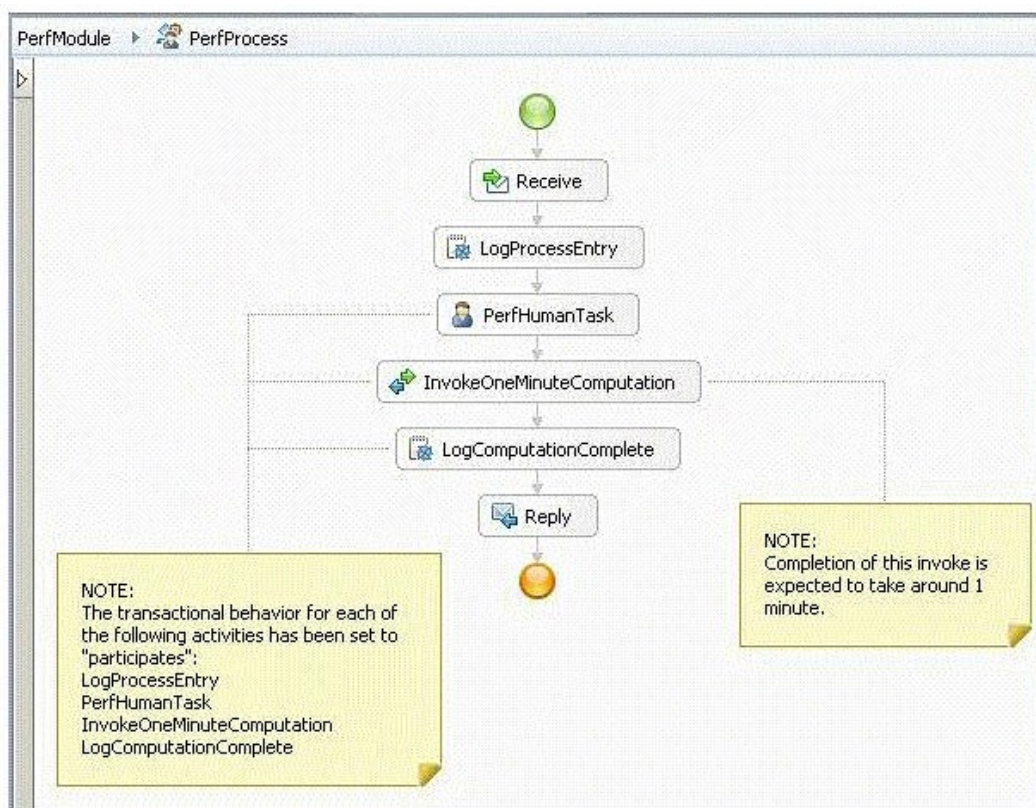 PerfModule PerfProcess
Receive
LogProcessEntry
PerfHumanTask
InvokeOneMinuteComputation
LogComputationComplete
Reply
NOTE:
The transactional behavior for each of
the following activities has been set to
"participates":
LogProcessEntry
PerfHumanTask
InvokeOneMinuteComputation
LogComputationComplete
NOTE:
Completion of this invoke is
expected to take around 1
minute.